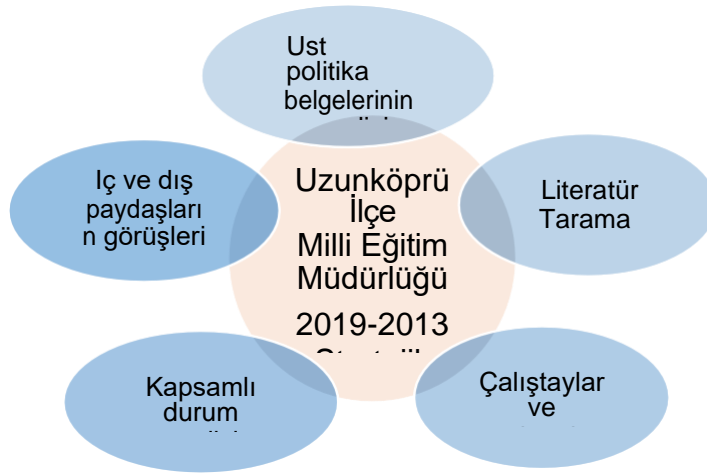 Ust
politika
belgelerinin
Iç ve dış
paydaşları
n görüşleri
Uzunköprü
İlçe
Milli Eğitim
Müdürlüğü
2019-2013
Literatür
Tarama
Kapsamlı
durum
Çalıştaylar
ve